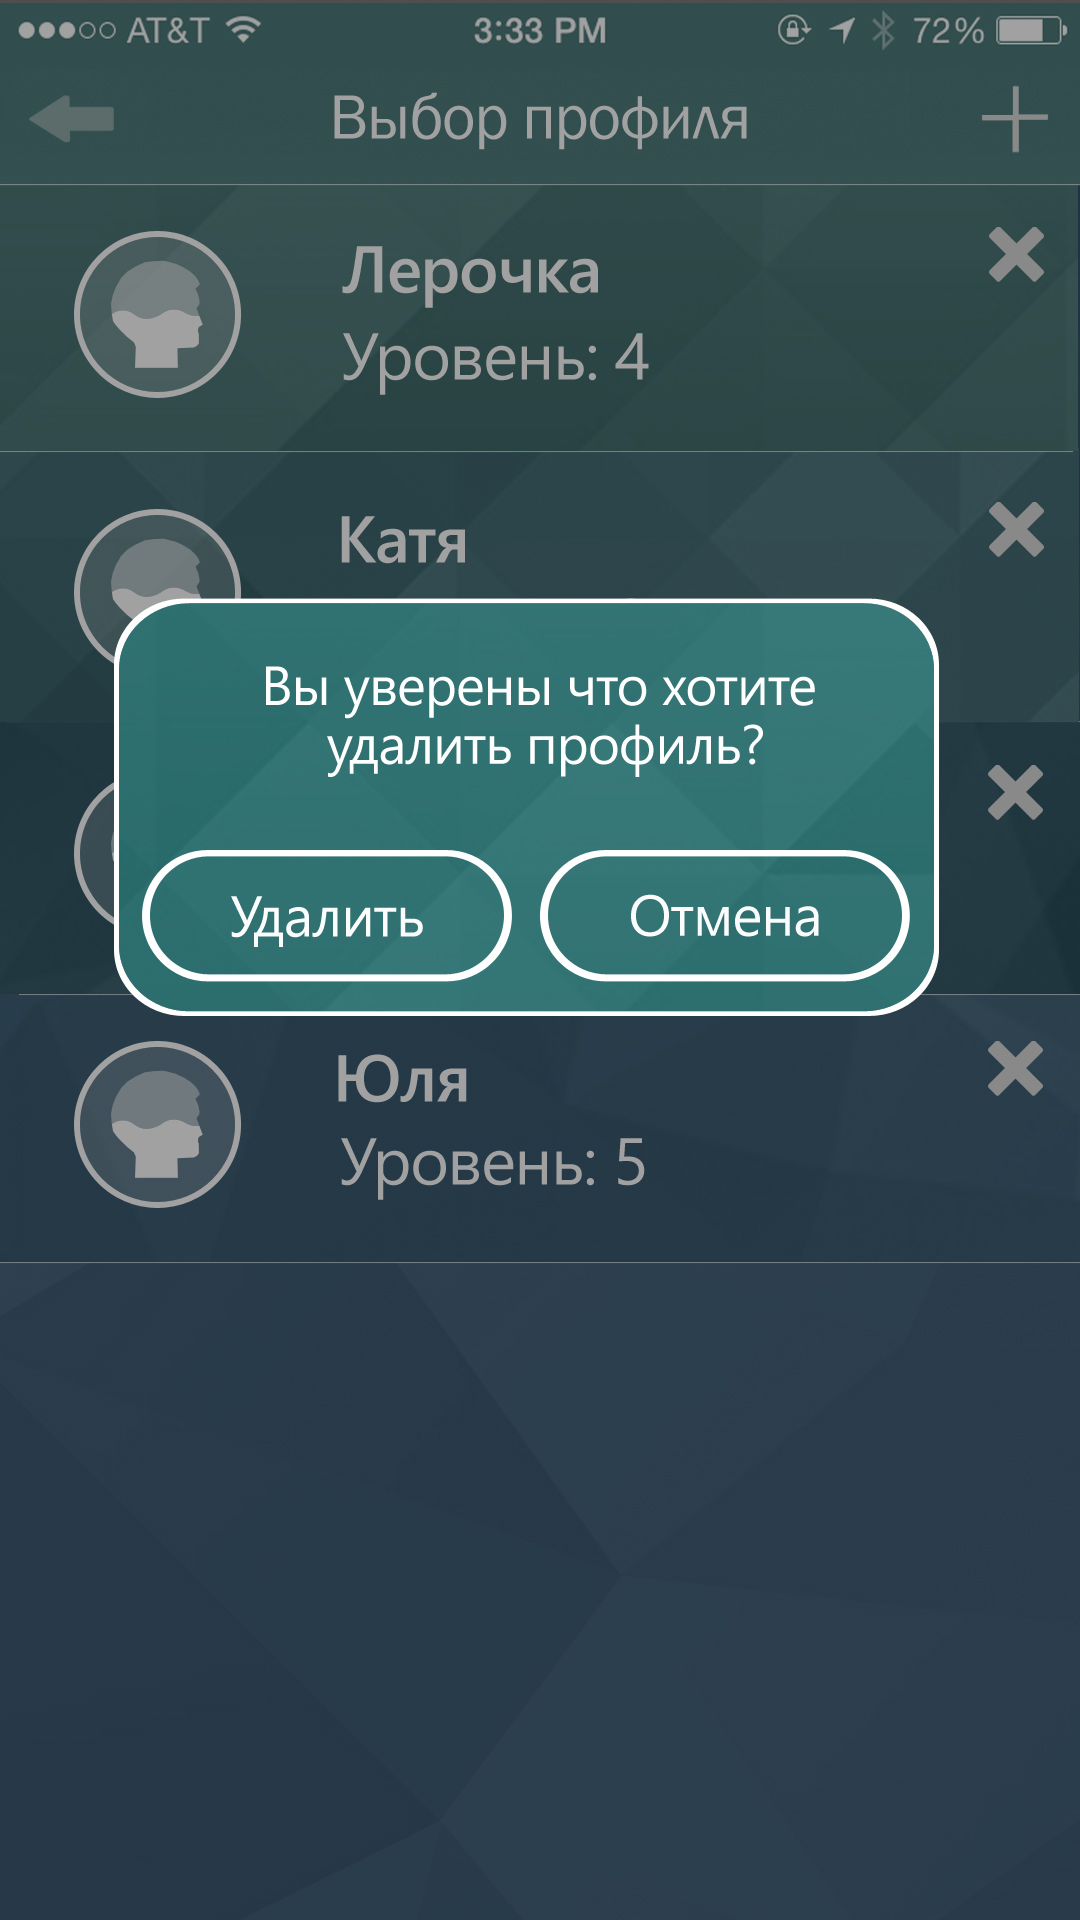 AT&T 3:33 PM 72%
Выбор профиля
Лерочка
Уровень: 4
Катя
Вы уверены что хотите
удалить профиль?
Удалить Отмена
Юля
Уровень: 5